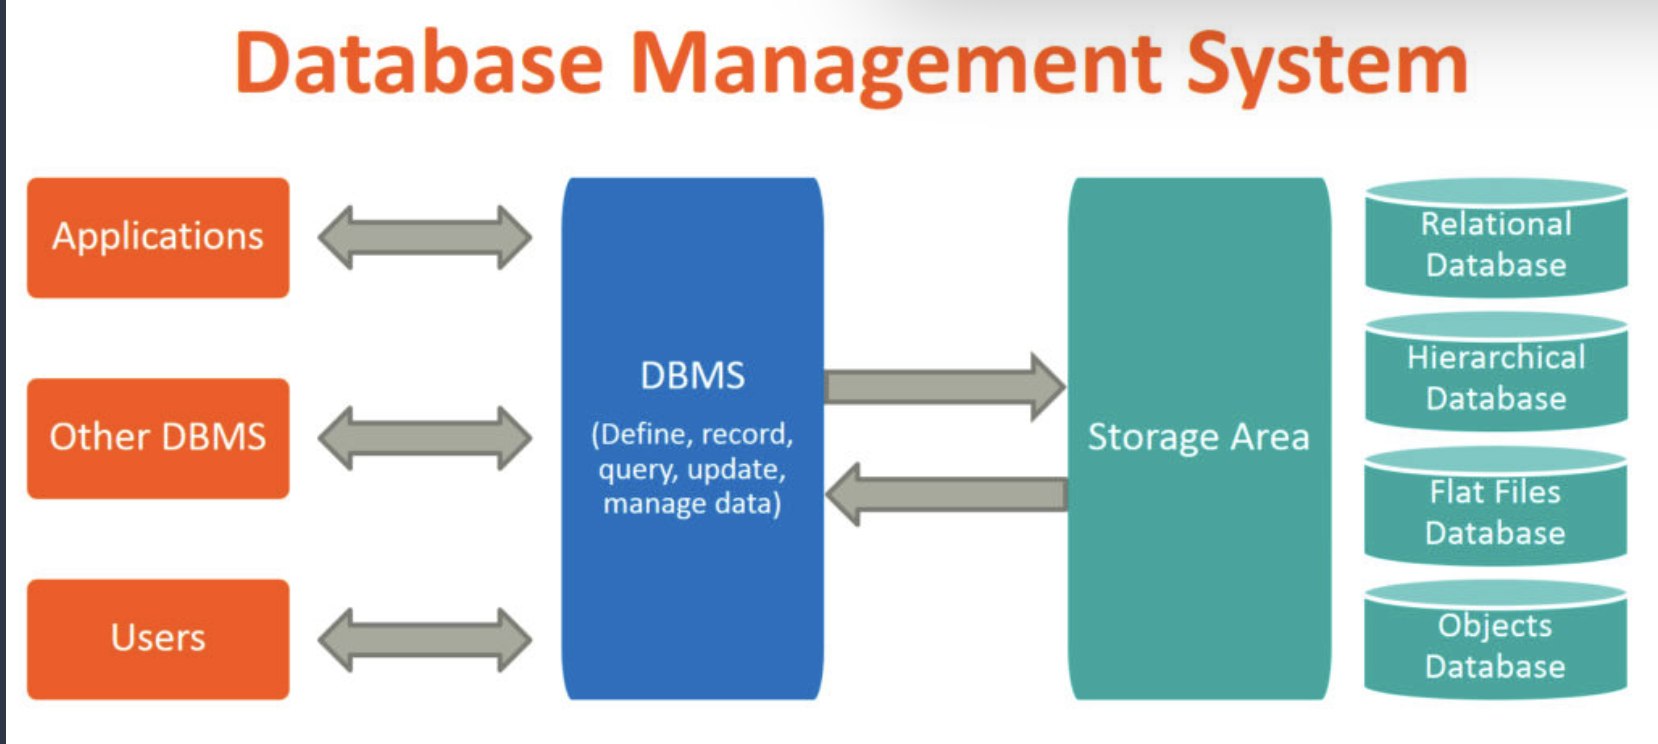 Database Management System
Applications
Other DBMS
Users
DBMS
(Define, record,
query, update,
manage data)
Storage Area
Relational
Database
Hierarchical
Database
Flat Files
Database
Objects
Database